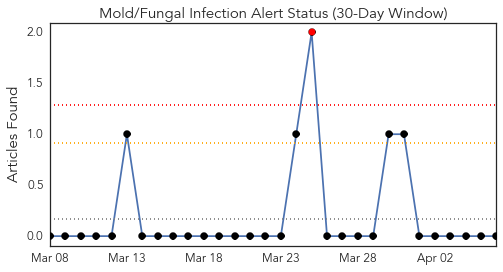 Mold/Fungal Infection Alert Status (30-Day Window)
Articles Found
2.0
1.5
1.0
0.5
0.0
Mar 08 Mar 13 Mar 18 Mar 23 Mar 28 Apr 02